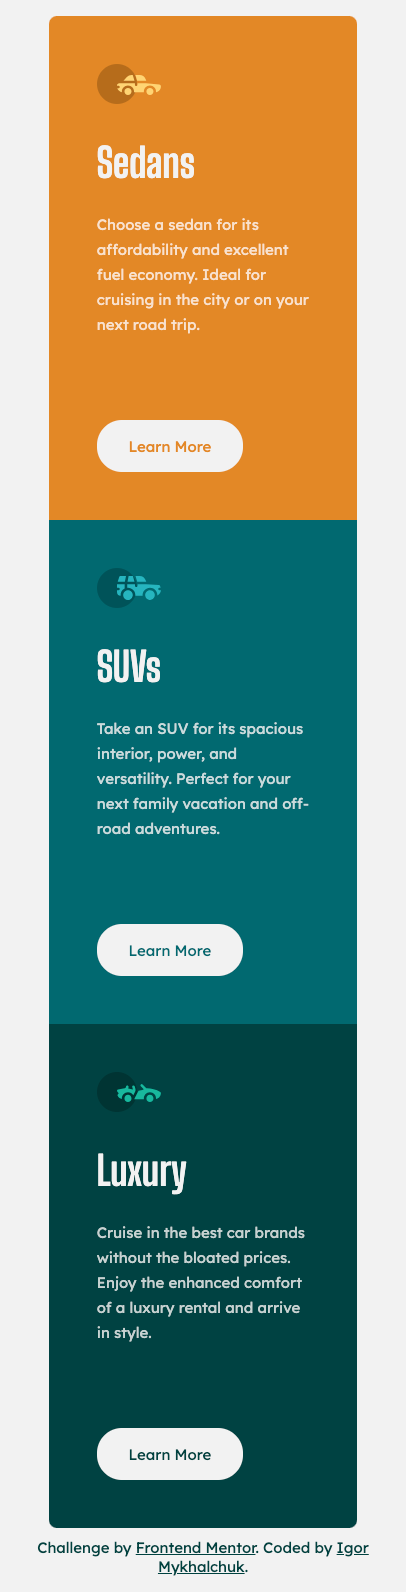 Sedans
Choose a sedan for its
affordability and excellent
fuel economy. Ideal for
cruising in the city or on your
next road trip.
Learn More
SUVs
Take an SUV for its spacious
interior, power, and
versatility. Perfect for your
next family vacation and off-
road adventures.
Learn More
Luxury
Cruise in the best car brands
without the bloated prices.
Enjoy the enhanced comfort
of a luxury rental and arrive
in style.
Learn More
Challenge by Frontend Mentor. Coded by Igor
Mykhalchuk.